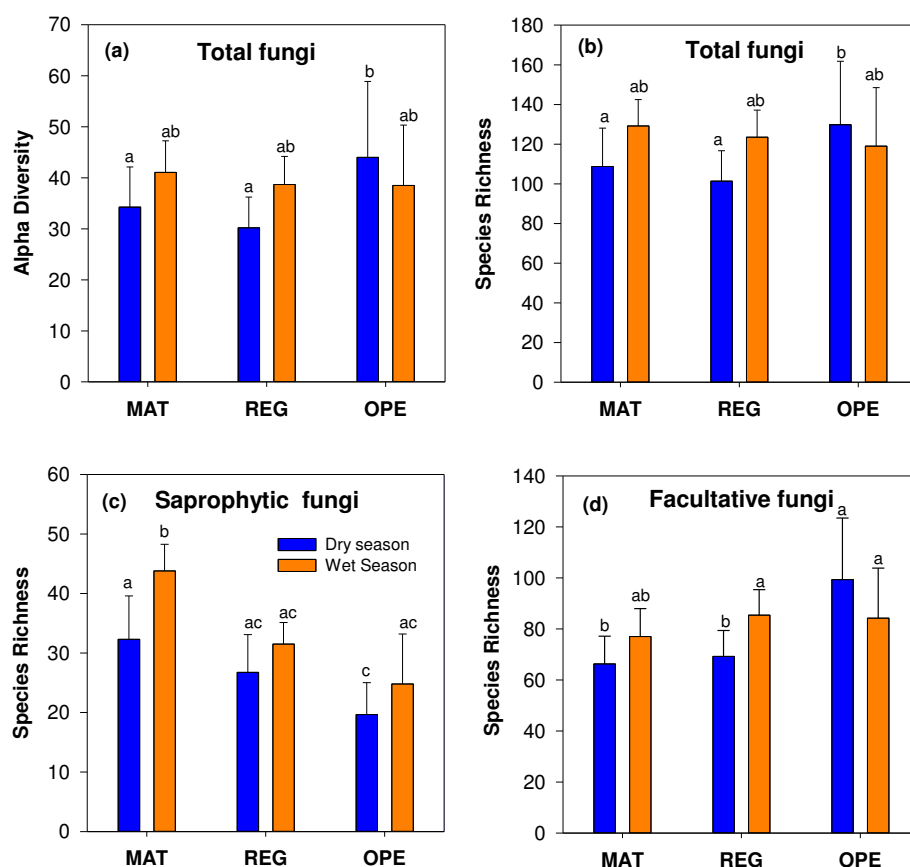 (a) Total fungi
Alpha Diversity
70
60
50
40
30
20
10
0
a ab a ab b ab
MAT REG OPE
(b) Total fungi
Species Richness
180
160
140
120
100
80
60
40
20
0
a ab a ab b ab
MAT REG OPE
(c) Saprophytic fungi
Species Richness
60
50
40
30
20
10
0
Dry season
Wet Season
a b ac ac c ac
MAT REG OPE
(d) Facultative fungi
Species Richness
140
120
100
80
60
40
20
0
b ab b a a a
MAT REG OPE